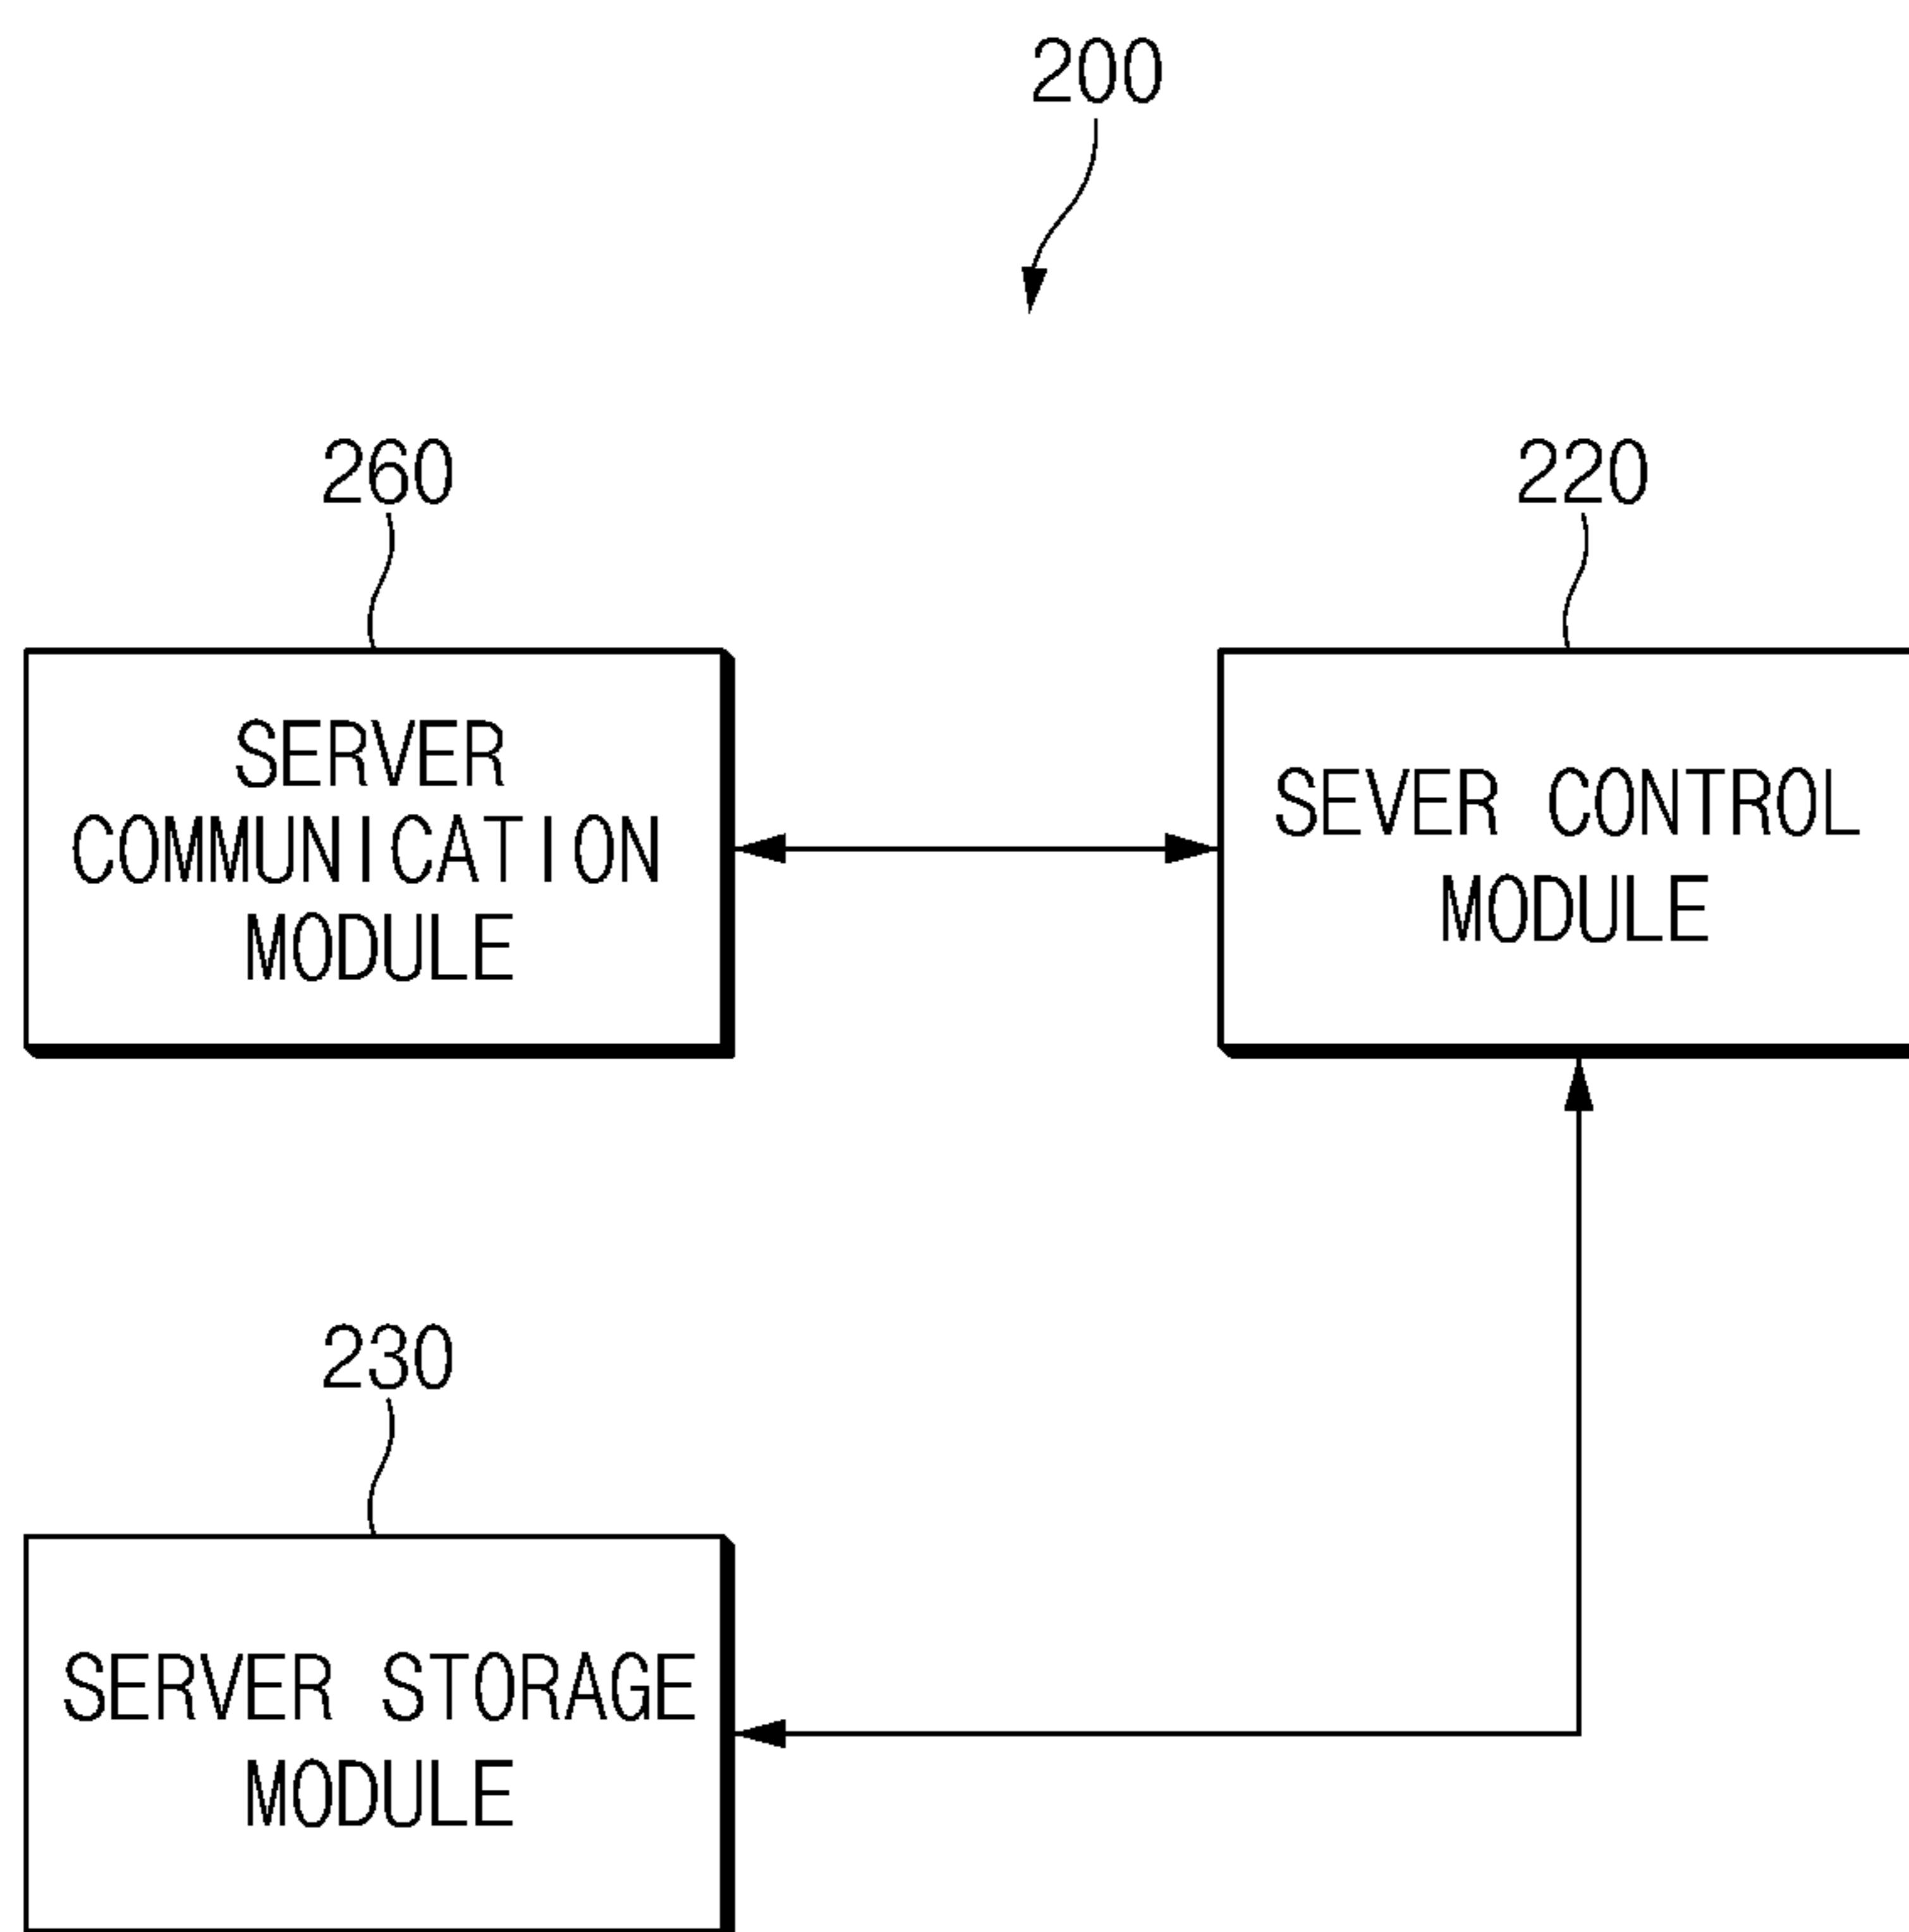 200
260
220
SERVER
COMMUNICATION
MODULE
SEVER CONTROL
MODULE
230
SERVER STORAGE
MODULE